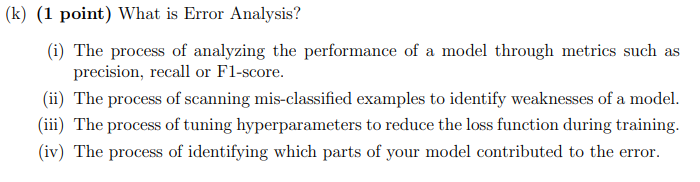 (k) (1 point) What is Error Analysis?
(i) The process of analyzing the performance of a model through metrics such as
precision, recall or F1-score.
(ii) The process of scanning mis-classified examples to identify weaknesses of a model.
(iii) The process of tuning hyperparameters to reduce the loss function during training.
(iv) The process of identifying which parts of your model contributed to the error.